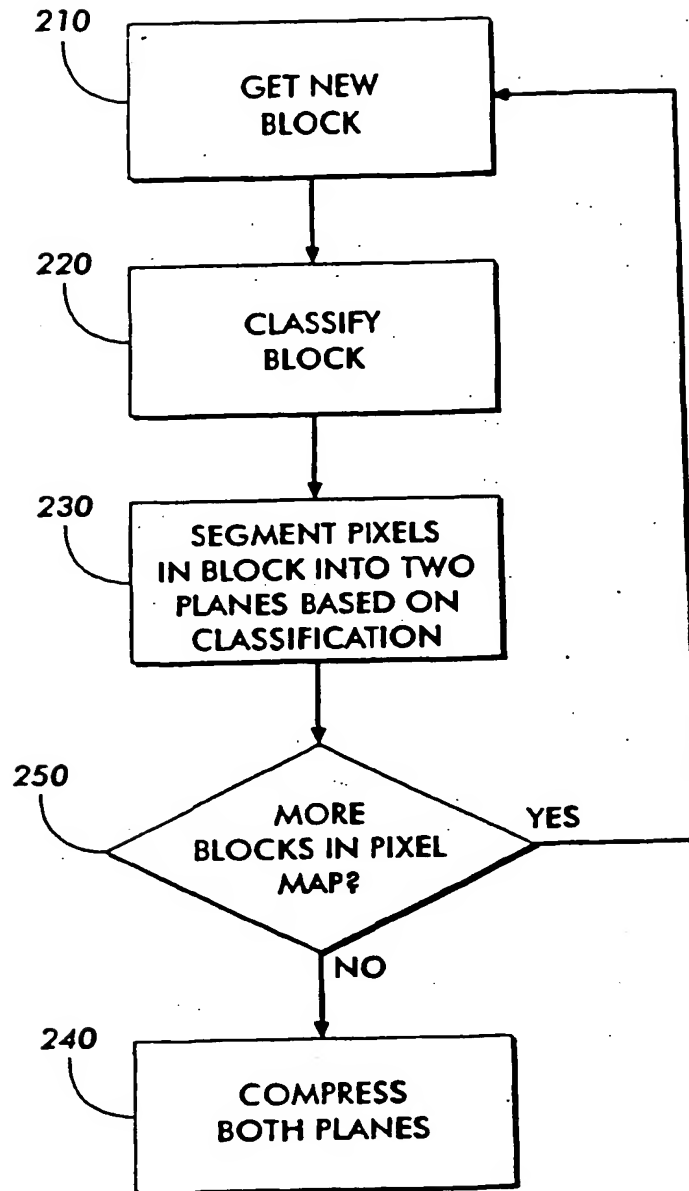 210
GET NEW
BLOCK
220
CLASSIFY
BLOCK
230
SEGMENT PIXELS
IN BLOCK INTO TWO
PLANES BASED ON
CLASSIFICATION
250
MORE
BLOCKS IN PIXEL
MAP?
YES
NO
240
COMPRESS
BOTH PLANES